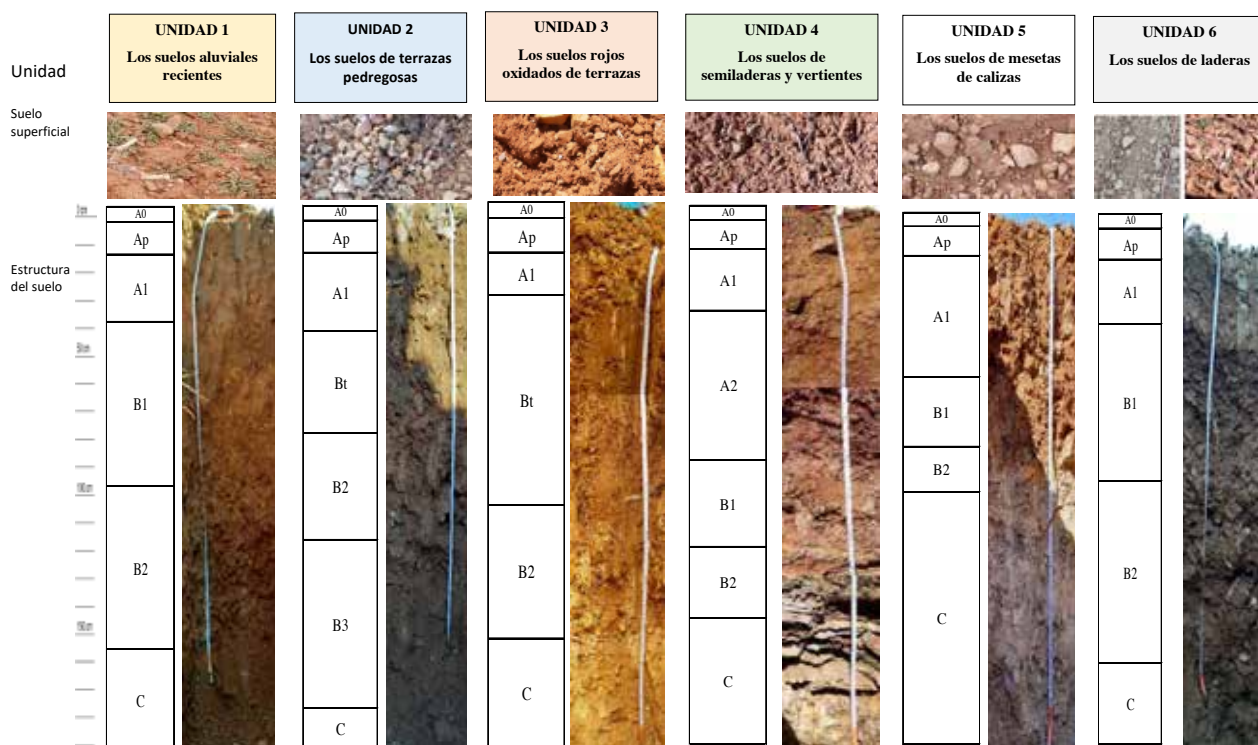 Unidad
Suelo
superficial
Estructura
del suelo
UNIDAD 1
Los suelos aluviales
recientes
UNIDAD 2
Los suelos de terrazas
pedregosas
UNIDAD 3
Los suelos rojos
oxidados de terrazas
UNIDAD 4
Los suelos de
semiladeras y vertientes
UNIDAD 5
Los suelos de mesetas
de calizas
UNIDAD 6
Los suelos de laderas
50cm
100cm
150cm
A0
Ap
A1
B1
B2
C
A0
Ap
A1
Bt
B2
B3
C
A0
Ap
A1
Bt
B2
C
A0
Ap
A1
A2
B1
B2
C
A0
Ap
A1
B1
B2
C
A0
Ap
A1
B1
B2
C